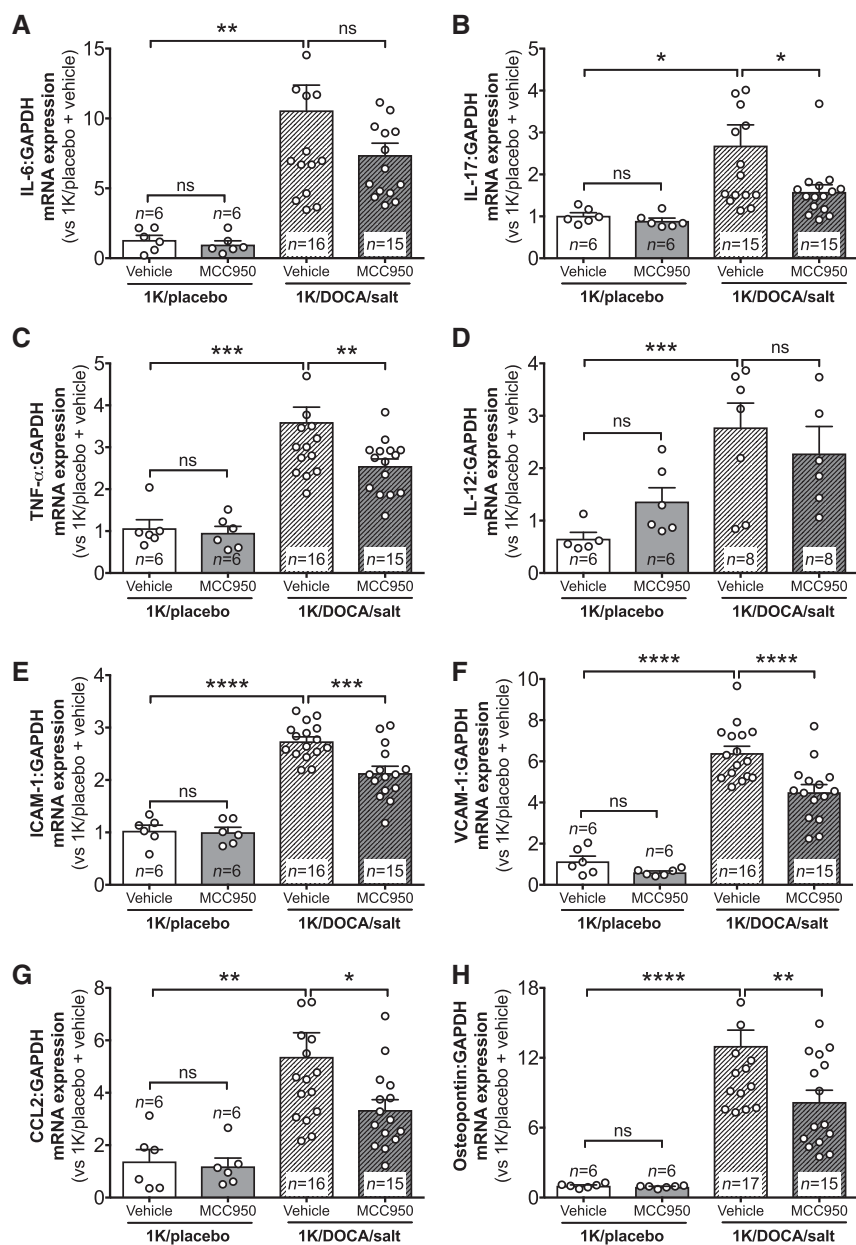 A
IL-6:GAPDH
mRNA expression
(vs 1K/placebo + vehicle)
15
10
5
0
**
ns
ns
n=6
n=6
n=16
n=15
Vehicle
MCC950
Vehicle
MCC950
1K/placebo
1K/DOCA/salt
B
IL-17:GAPDH
mRNA expression
(vs 1K/placebo + vehicle)
5
4
3
2
1
0
*
*
ns
n=6
n=6
n=15
n=15
Vehicle
MCC950
Vehicle
MCC950
1K/placebo
1K/DOCA/salt
C
TNF-α:GAPDH
mRNA expression
(vs 1K/placebo + vehicle)
5
4
3
2
1
0
***
**
ns
n=6
n=6
n=16
n=15
Vehicle
MCC950
Vehicle
MCC950
1K/placebo
1K/DOCA/salt
D
IL-12:GAPDH
mRNA expression
(vs 1K/placebo + vehicle)
4
3
2
1
0
***
ns
ns
n=6
n=6
n=8
n=8
Vehicle
MCC950
Vehicle
MCC950
1K/placebo
1K/DOCA/salt
E
ICAM-1:GAPDH
mRNA expression
(vs 1K/placebo + vehicle)
4
3
2
1
0
****
***
ns
n=6
n=6
n=16
n=15
Vehicle
MCC950
Vehicle
MCC950
1K/placebo
1K/DOCA/salt
F
VCAM-1:GAPDH
mRNA expression
(vs 1K/placebo + vehicle)
10
8
6
4
2
0
****
****
ns
n=6
n=6
n=16
n=15
Vehicle
MCC950
Vehicle
MCC950
1K/placebo
1K/DOCA/salt
G
CCL2:GAPDH
mRNA expression
(vs 1K/placebo + vehicle)
8
6
4
2
0
**
*
ns
n=6
n=6
n=16
n=15
Vehicle
MCC950
Vehicle
MCC950
1K/placebo
1K/DOCA/salt
H
Osteopontin:GAPDH
mRNA expression
(vs 1K/placebo + vehicle)
18
12
6
0
****
**
ns
n=6
n=6
n=17
n=15
Vehicle
MCC950
Vehicle
MCC950
1K/placebo
1K/DOCA/salt